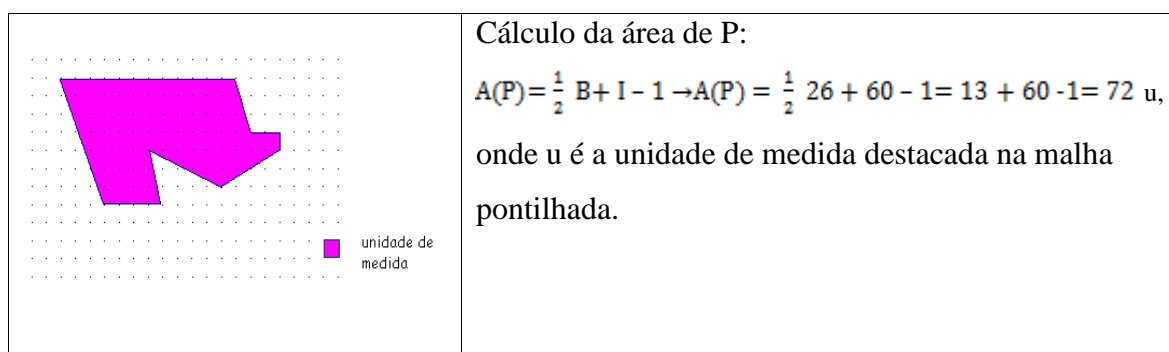 Cálculo da área de P:
A(P)= 1/2 B+ I – 1 →A(P) = 1/2 26 + 60 – 1= 13 + 60 -1= 72 u,
onde u é a unidade de medida destacada na malha
pontilhada.
unidade de
medida